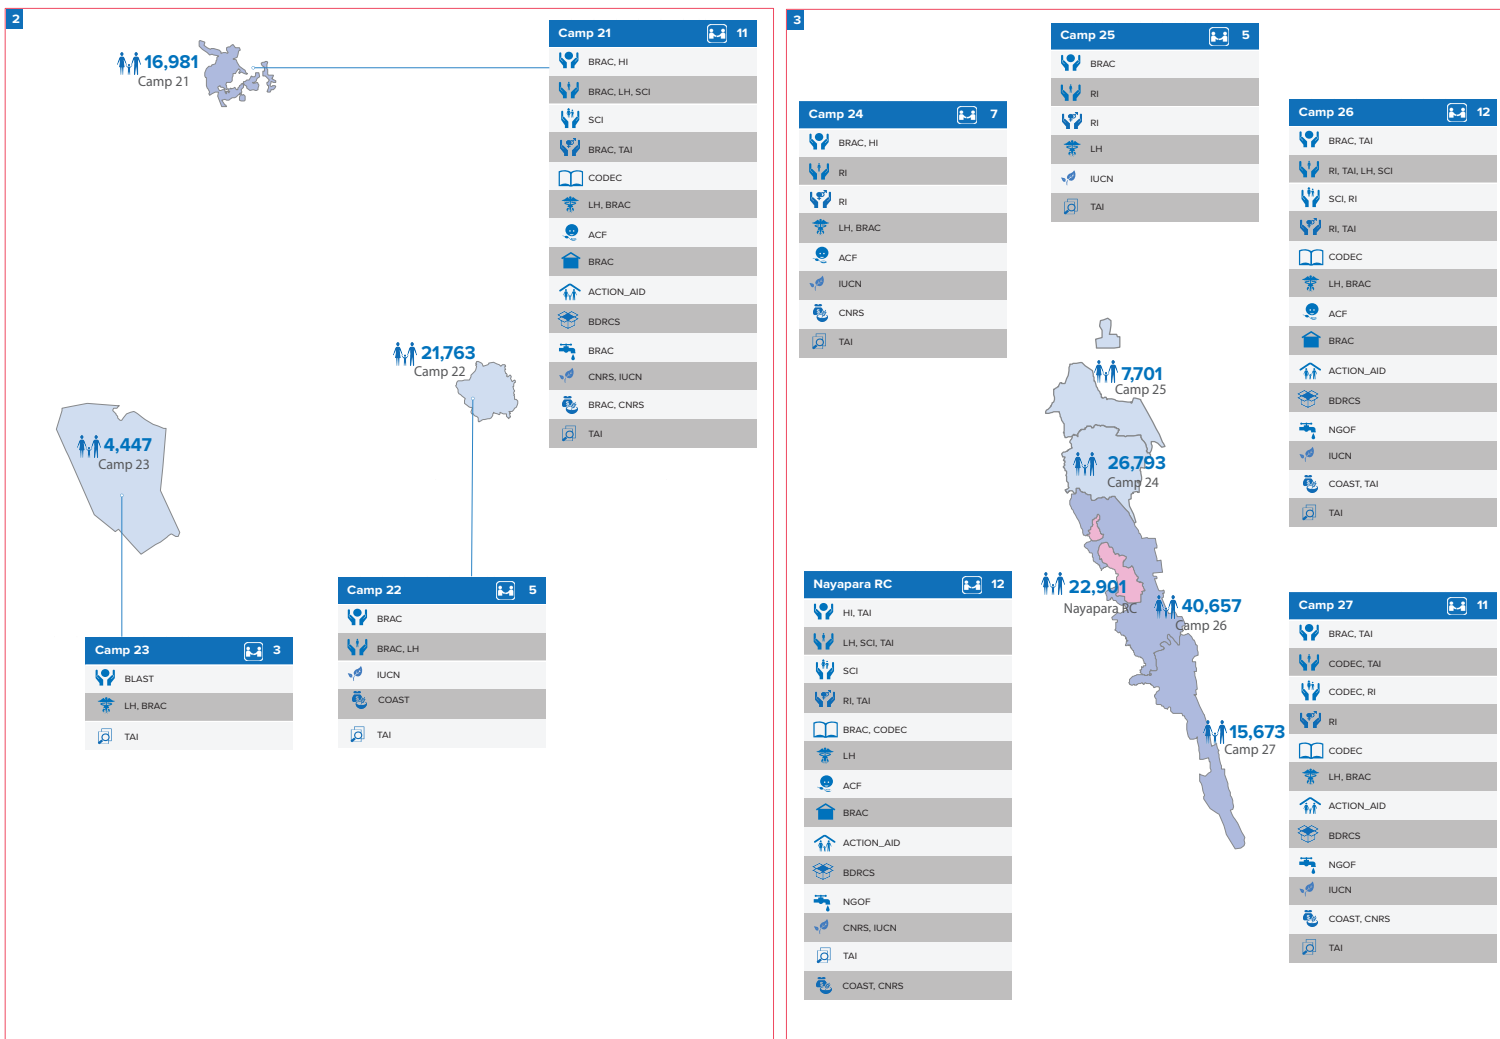 2
16,981
Camp 21
Camp 21 11
BRAC, HI
BRAC, LH, SCI
SCI
BRAC, TAI
CODEC
LH, BRAC
ACF
BRAC
ACTION_AID
BDRCS
BRAC
CNRS, IUCN
BRAC, CNRS
TAI
21,763
Camp 22
4,447
Camp 23
Camp 22 5
BRAC
BRAC, LH
IUCN
COAST
TAI
Camp 23 3
BLAST
LH, BRAC
TAI
3
Camp 25 5
BRAC
RI
RI
LH
IUCN
TAI
Camp 24 7
BRAC, HI
RI
RI
LH, BRAC
ACF
IUCN
CNRS
TAI
Camp 26 12
BRAC, TAI
RI, TAI, LH, SCI
SCI, RI
RI, TAI
CODEC
LH, BRAC
ACF
BRAC
ACTION_AID
BDRCS
NGOF
IUCN
COAST, TAI
TAI
7,701
Camp 25
26,793
Camp 24
22,901
Nayapara RC
40,657
Camp 26
15,673
Camp 27
Nayapara RC 12
HI, TAI
LH, SCI, TAI
SCI
RI, TAI
BRAC, CODEC
LH
ACF
BRAC
ACTION_AID
BDRCS
NGOF
CNRS, IUCN
TAI
COAST, CNRS
Camp 27 11
BRAC, TAI
CODEC, TAI
CODEC, RI
RI
CODEC
LH, BRAC
ACTION_AID
BDRCS
NGOF
IUCN
COAST, CNRS
TAI